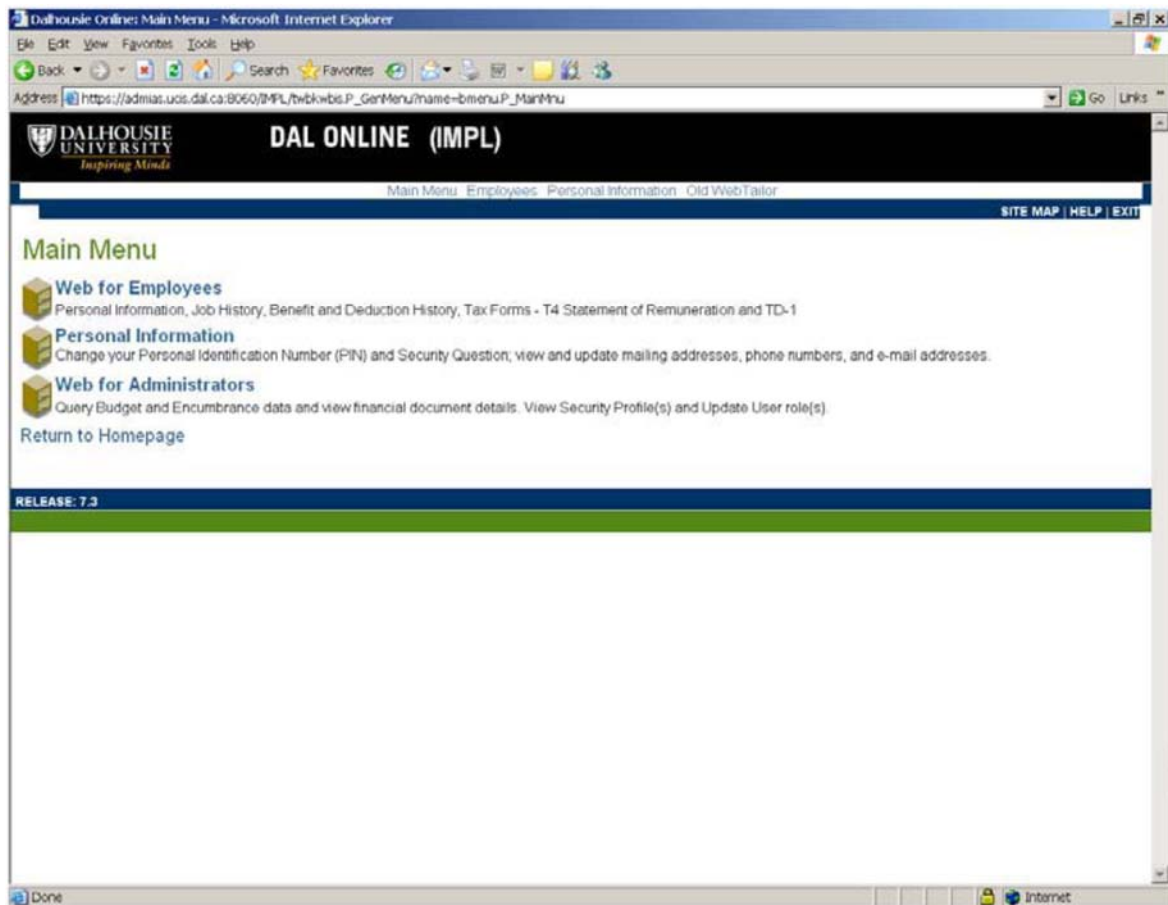 Dalhousie Online: Main Menu - Microsoft Internet Explorer
File Edit View Favorites Tools Help
Back Search Favorites
Address https://admias.ucis.dal.ca:8060/IMPL/twbkwbis.P_GenMenu?name=bmenu.P_MainMnu Go Links
DALHOUSIE
UNIVERSITY
Inspiring Minds
DAL ONLINE (IMPL)
Main Menu Employees Personal Information Old WebTailor
SITE MAP | HELP | EXIT
Main Menu
Web for Employees
Personal Information, Job History, Benefit and Deduction History, Tax Forms - T4 Statement of Remuneration and TD-1
Personal Information
Change your Personal Identification Number (PIN) and Security Question; view and update mailing addresses, phone numbers, and e-mail addresses.
Web for Administrators
Query Budget and Encumbrance data and view financial document details. View Security Profile(s) and Update User role(s).
Return to Homepage
RELEASE: 7.3
Done Internet